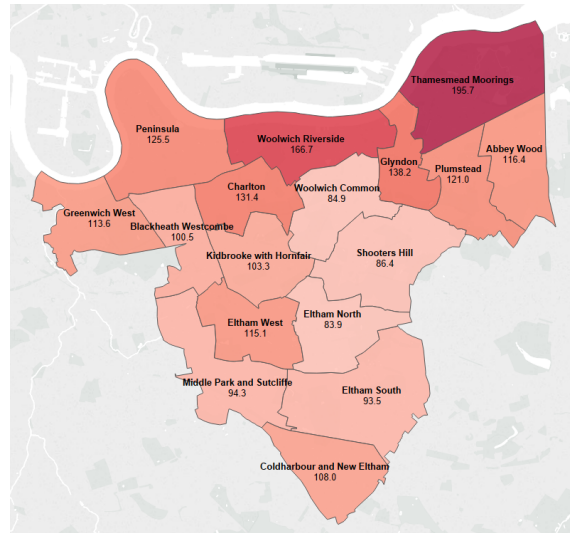 Thamesmead Moorings
195.7
Peninsula
125.5
Woolwich Riverside
166.7
Glyndon
138.2
Plumstead
121.0
Abbey Wood
116.4
Charlton
131.4
Woolwich Common
84.9
Greenwich West
113.6
Blackheath Westcombe
100.5
Kidbrooke with Hornfair
103.3
Shooters Hill
86.4
Eltham West
115.1
Eltham North
83.9
Middle Park and Sutcliffe
94.3
Eltham South
93.5
Coldharbour and New Eltham
108.0